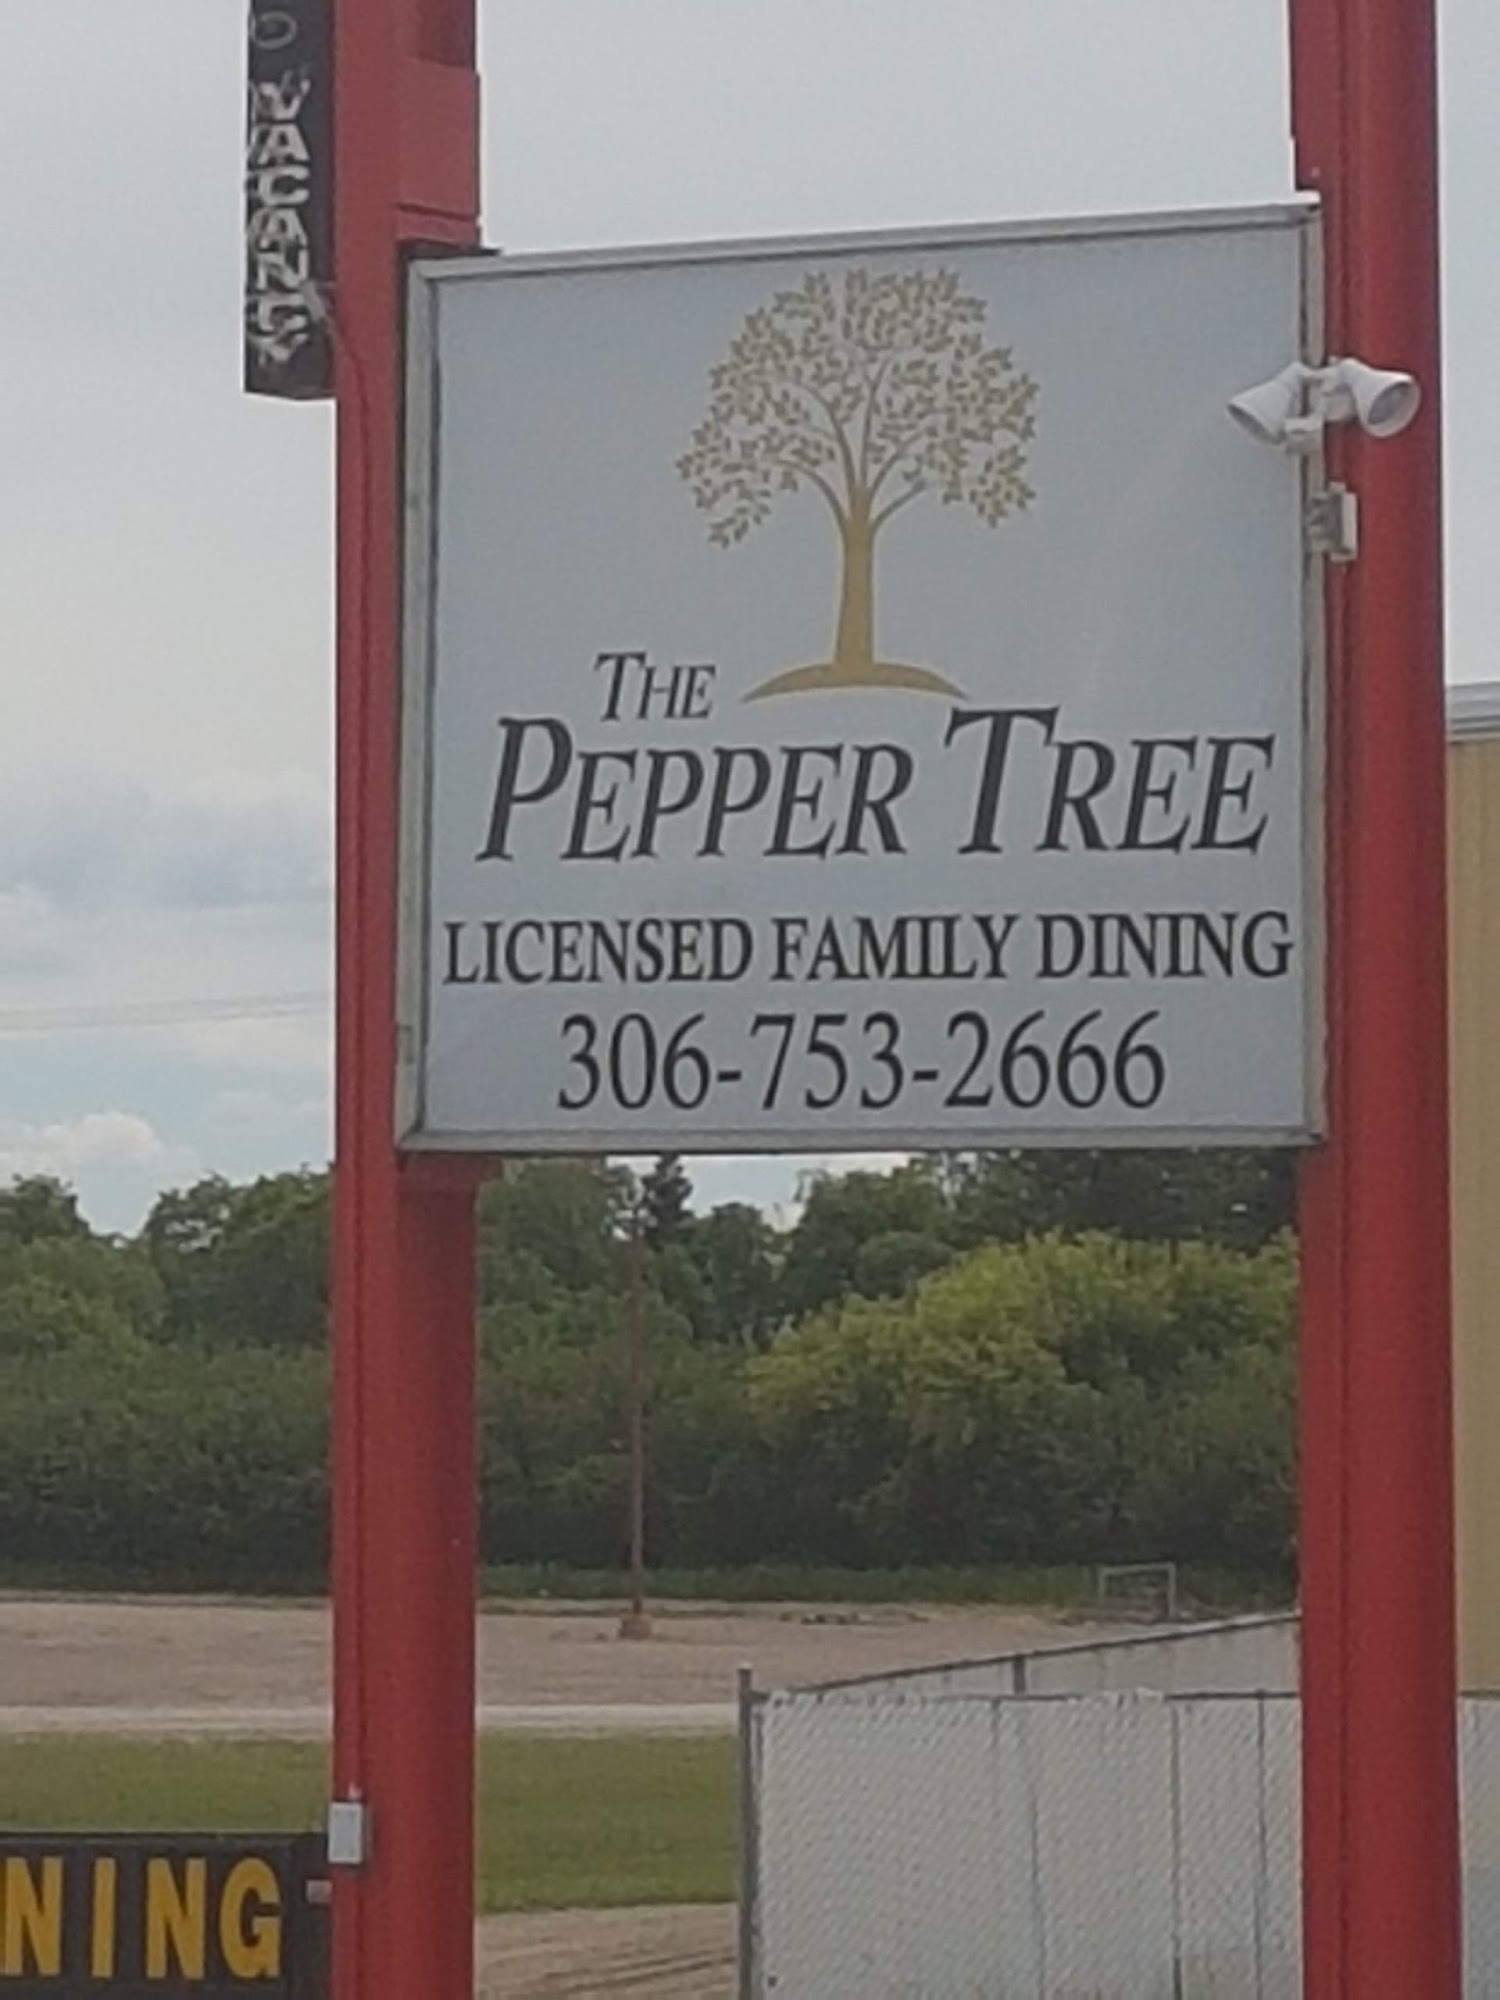 VACANCY
THE
PEPPER TREE
LICENSED FAMILY DINING
306-753-2666
NING